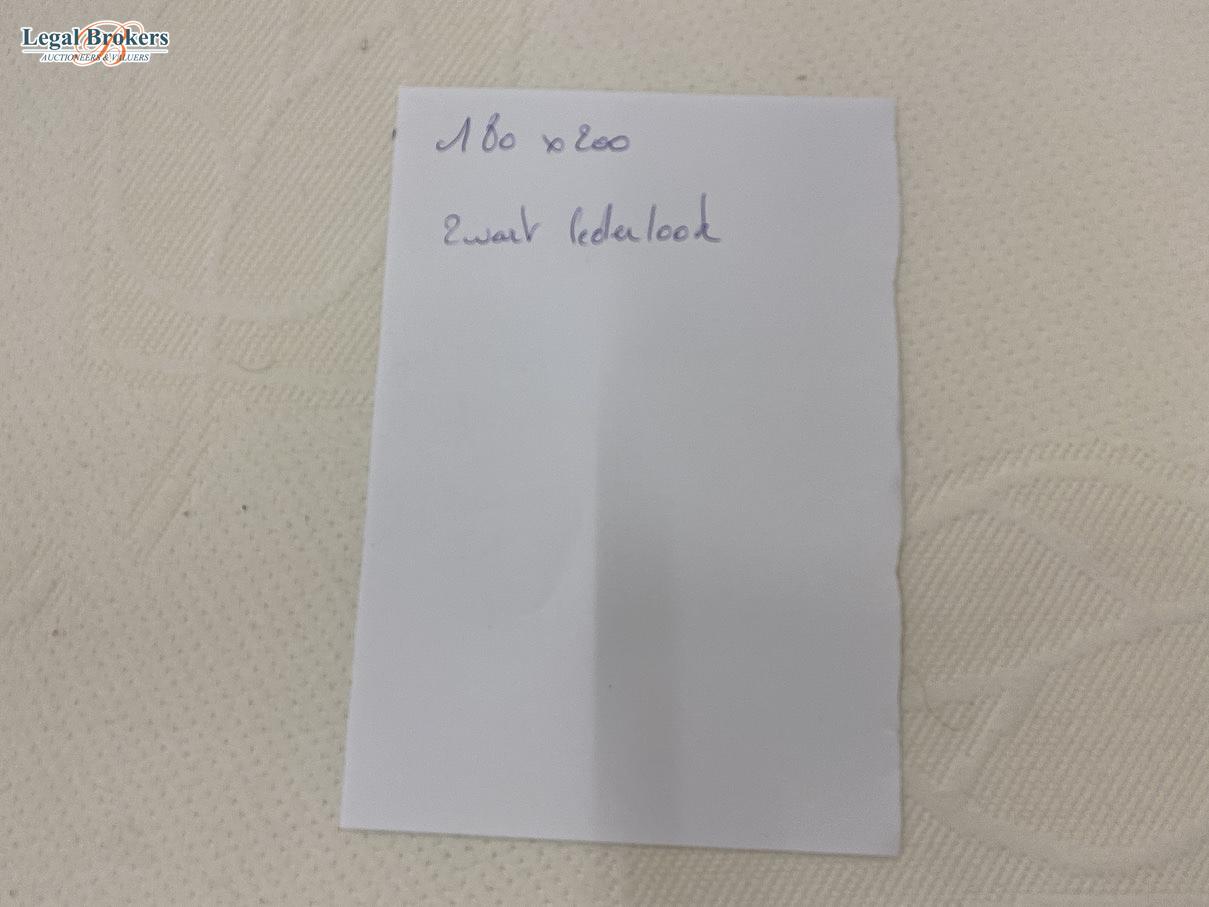 Legal Brokers
AUCTIONEERS & VALUERS
180 x 200
Zwart lederlook